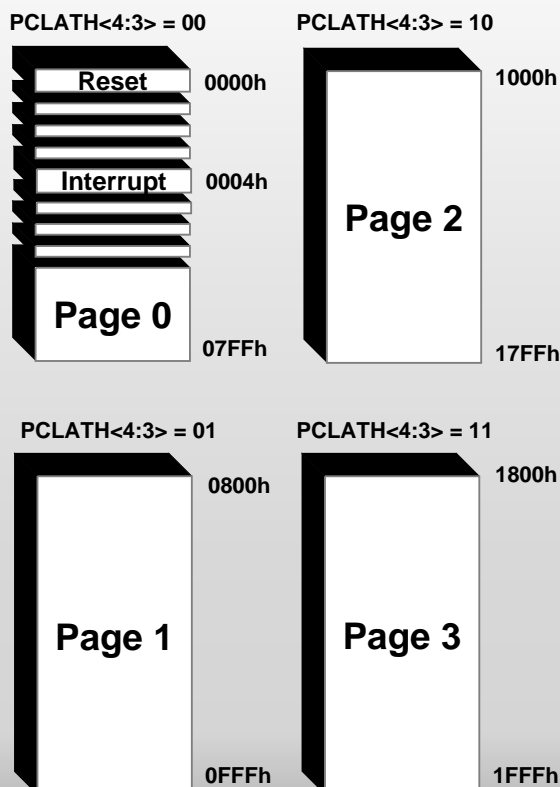 PCLATH<4:3> = 00
Reset 0000h
Interrupt 0004h
Page 0
07FFh
PCLATH<4:3> = 10
1000h
Page 2
17FFh
PCLATH<4:3> = 01
0800h
Page 1
0FFFh
PCLATH<4:3> = 11
1800h
Page 3
1FFFh